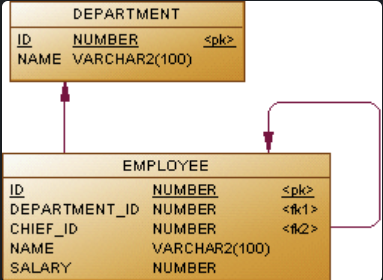 DEPARTMENT
ID NUMBER <pk>
NAME VARCHAR2(100)
EMPLOYEE
ID NUMBER <pk>
DEPARTMENT_ID NUMBER <fk1>
CHIEF_ID NUMBER <fk2>
NAME VARCHAR2(100)
SALARY NUMBER